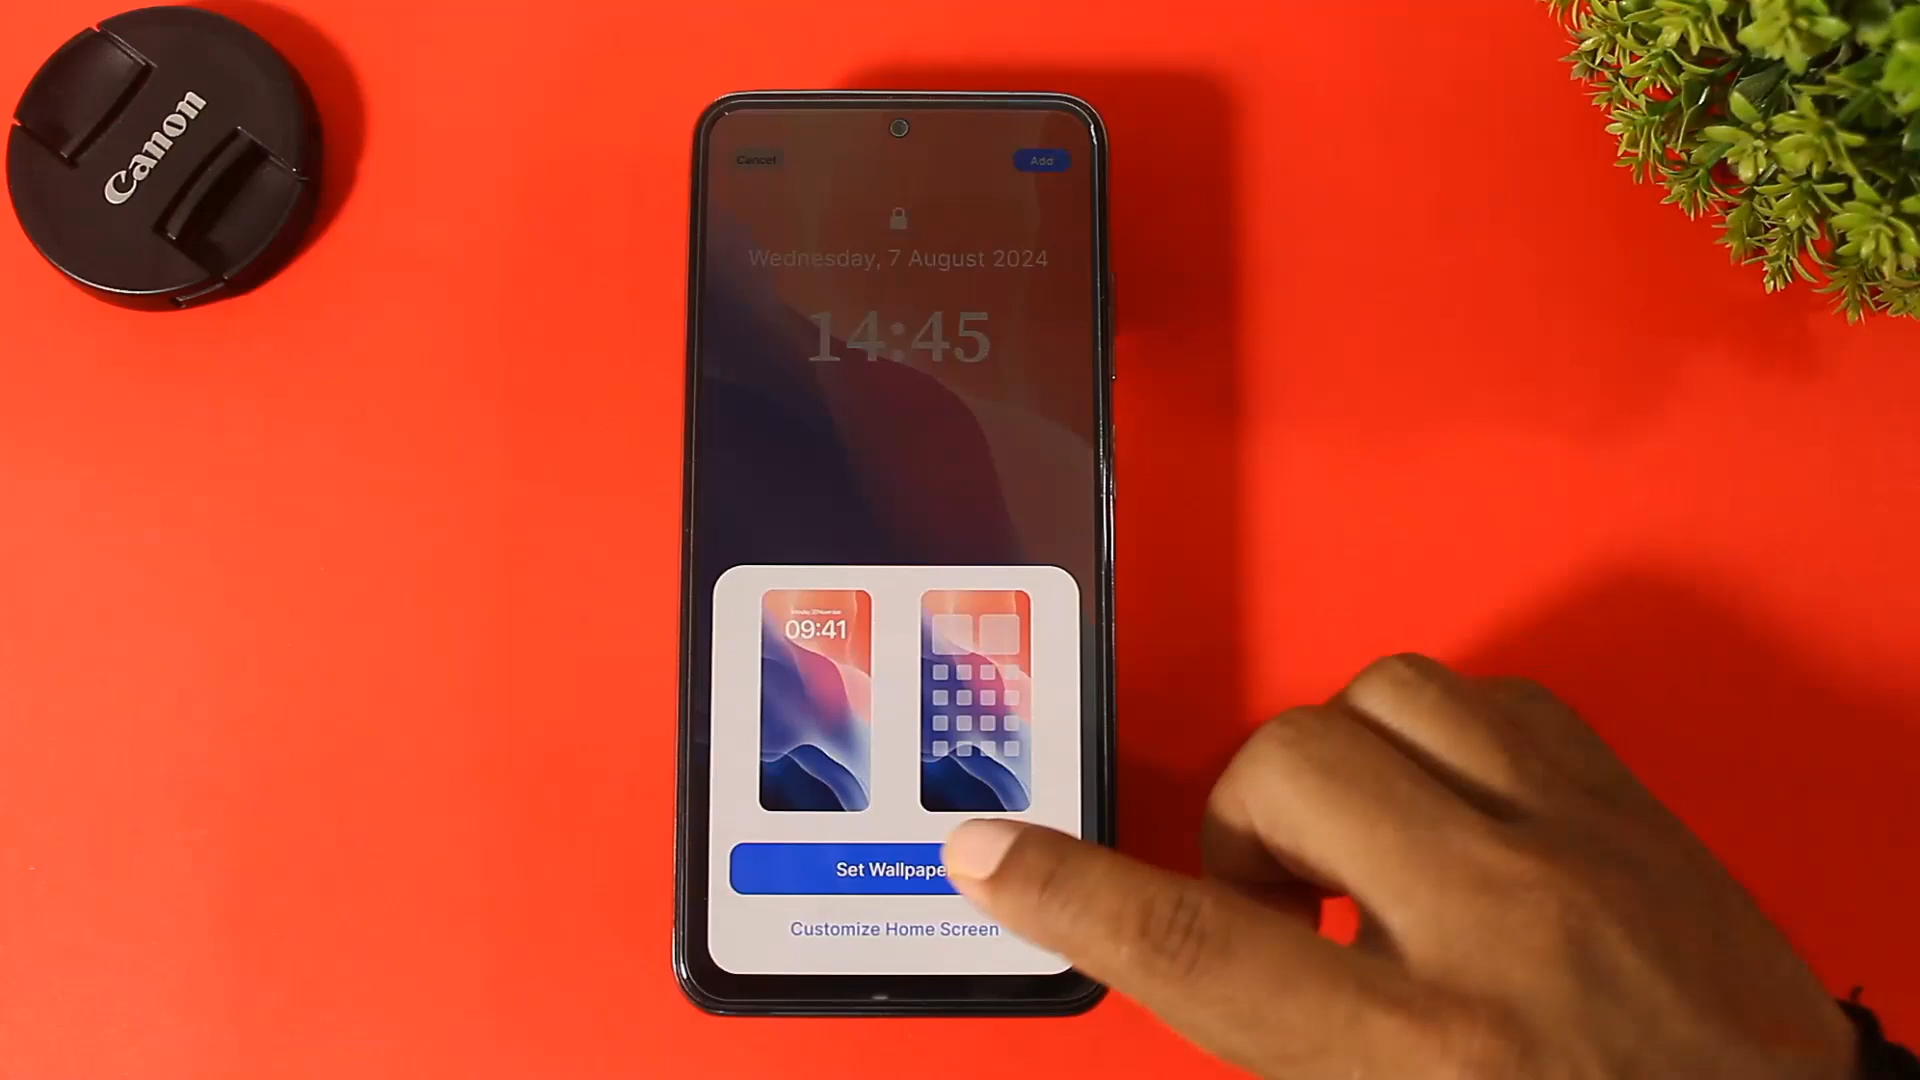 Canon
Cancel
Add
Wednesday, 7 August 2024
14:45
09:41
Set Wallpape
Customize Home Screen